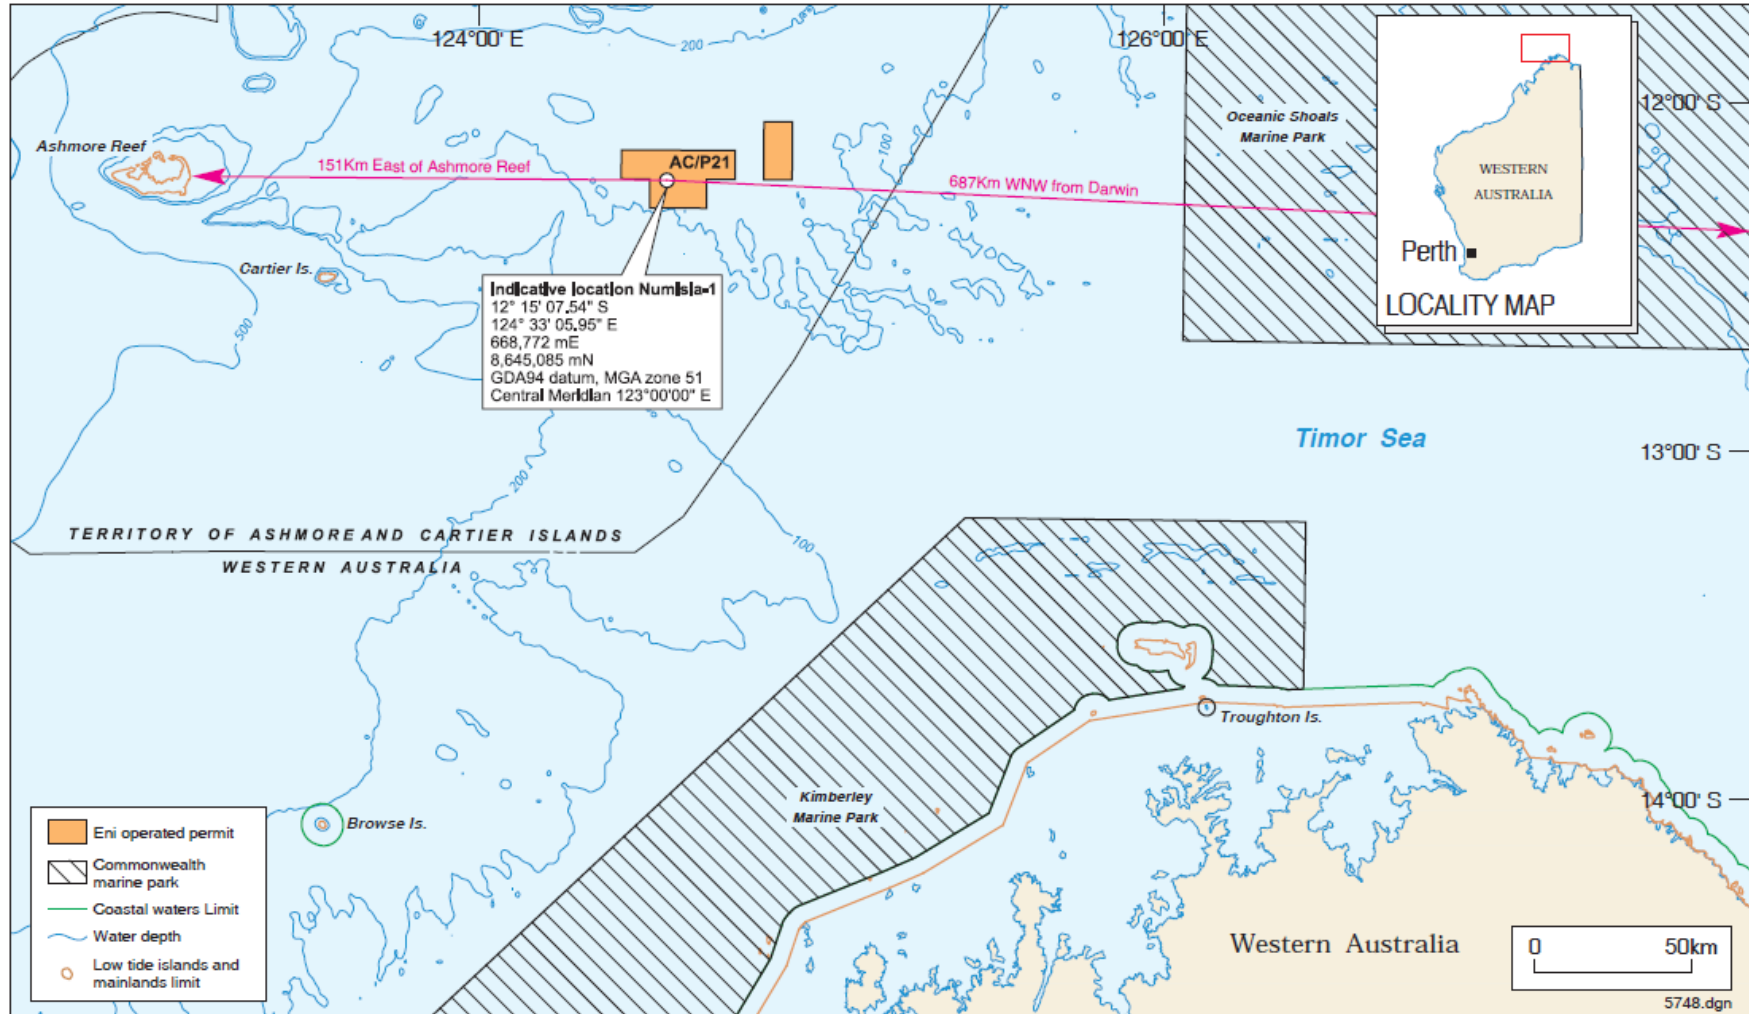 124°00' E
126°00' E
200
12°00' S
Oceanic Shoals
Marine Park
WESTERN
AUSTRALIA
Perth
LOCALITY MAP
Ashmore Reef
100
AC/P21
151Km East of Ashmore Reef
687Km WNW from Darwin
Cartier Is.
500
Indicative location Numisia-1
12° 15' 07.54" S
124° 33' 05.95" E
668,772 mE
8,645,085 mN
GDA94 datum, MGA zone 51
Central Meridian 123°00'00" E
Timor Sea
13°00' S
200
100
TERRITORY OF ASHMORE AND CARTIER ISLANDS
WESTERN AUSTRALIA
Troughton Is.
Kimberley
Marine Park
14°00' S
Browse Is.
Eni operated permit
Commonwealth
marine park
Coastal waters Limit
Water depth
Low tide islands and
mainlands limit
Western Australia
0 50km
5748.dgn